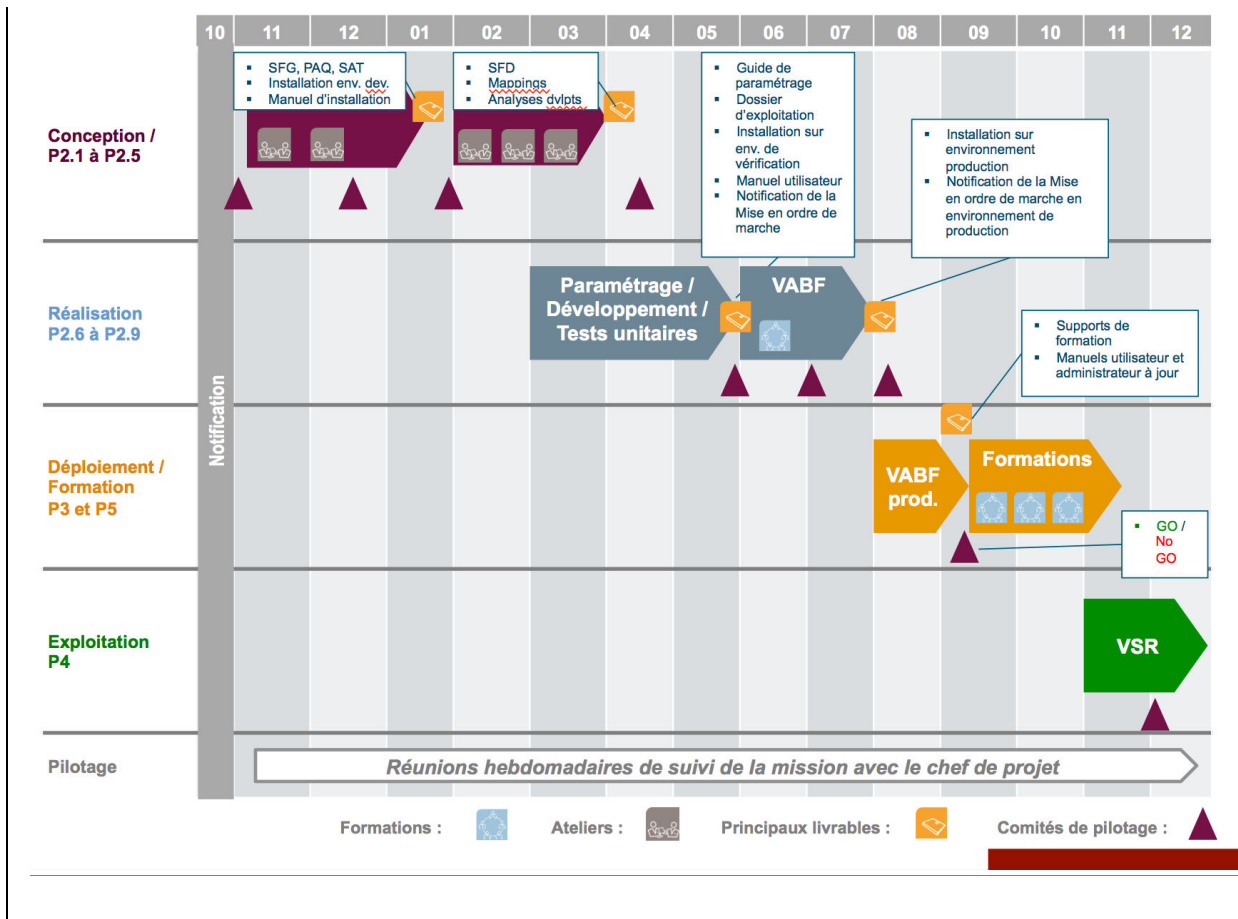 10 11 12 01 02 03 04 05 06 07 08 09 10 11 12
Notification
Conception /
P2.1 à P2.5
▪ SFG, PAQ, SAT
▪ Installation env. dev.
▪ Manuel d'installation
▪ SFD
▪ Mappings
▪ Analyses dvlpts
▪ Guide de
paramétrage
▪ Dossier
d'exploitation
▪ Installation sur
env. de
vérification
▪ Manuel utilisateur
▪ Notification de la
Mise en ordre de
marche
▪ Installation sur
environnement
production
▪ Notification de la Mise
en ordre de marche en
environnement de
production
Réalisation
P2.6 à P2.9
Paramétrage /
Développement /
Tests unitaires
VABF
▪ Supports de
formation
▪ Manuels utilisateur et
administrateur à jour
Déploiement /
Formation
P3 et P5
VABF
prod.
Formations
▪ GO /
No
GO
Exploitation
P4
VSR
Pilotage
Réunions hebdomadaires de suivi de la mission avec le chef de projet
Formations : Ateliers : Principaux livrables : Comités de pilotage :